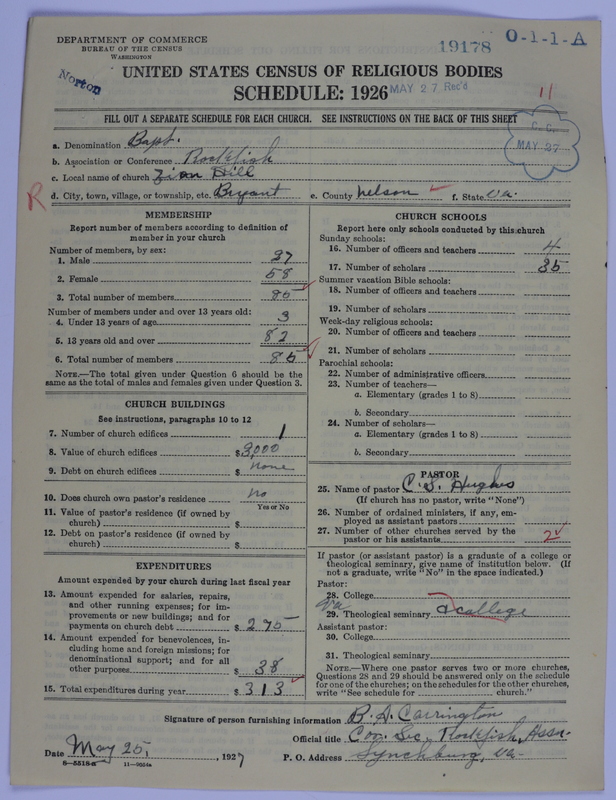 DEPARTMENT OF COMMERCE
BUREAU OF THE CENSUS
WASHINGTON
19178
O-1-1-A
Norton
UNITED STATES CENSUS OF RELIGIOUS BODIES
SCHEDULE: 1926
MAY 27 Rec'd
11
FILL OUT A SEPARATE SCHEDULE FOR EACH CHURCH. SEE INSTRUCTIONS ON THE BACK OF THIS SHEET
C. C.
MAY 27
a. Denomination Bapt.
b. Association or Conference Rockfish
c. Local name of church Zion Hill
R
d. City, town, village, or township, etc. Bryant e. County Nelson f. State Va.
MEMBERSHIP
Report number of members according to definition of
member in your church
Number of members, by sex:
1. Male 27
2. Female 58
3. Total number of members 85
Number of members under and over 13 years old:
4. Under 13 years of age 3
5. 13 years old and over 82
6. Total number of members 85
NOTE.—The total given under Question 6 should be the
same as the total of males and females given under Question 3.
CHURCH BUILDINGS
See instructions, paragraphs 10 to 12
7. Number of church edifices 1
8. Value of church edifices $ 3,000
9. Debt on church edifices $ none
10. Does church own pastor's residence no
Yes or No
11. Value of pastor's residence (if owned by
church) $
12. Debt on pastor's residence (if owned by
church) $
EXPENDITURES
Amount expended by your church during last fiscal year
13. Amount expended for salaries, repairs,
and other running expenses; for im-
provements or new buildings; and for
payments on church debt $ 275
14. Amount expended for benevolences, in-
cluding home and foreign missions; for
denominational support; and for all
other purposes $ 38
15. Total expenditures during year $ 313
CHURCH SCHOOLS
Report here only schools conducted by this church
Sunday schools:
16. Number of officers and teachers 4
17. Number of scholars 35
Summer vacation Bible schools:
18. Number of officers and teachers
19. Number of scholars
Week-day religious schools:
20. Number of officers and teachers
21. Number of scholars
Parochial schools:
22. Number of administrative officers
23. Number of teachers—
a. Elementary (grades 1 to 8)
b. Secondary
24. Number of scholars—
a. Elementary (grades 1 to 8)
b. Secondary
PASTOR
25. Name of pastor C. S. Hughes
(If church has no pastor, write "None")
26. Number of ordained ministers, if any, em-
ployed as assistant pastors
27. Number of other churches served by the
pastor or his assistants 2
If pastor (or assistant pastor) is a graduate of a college or
theological seminary, give name of institution below. (If
not a graduate, write "No" in the space indicated.)
Pastor:
28. College
Va
29. Theological seminary college
Assistant pastor:
30. College
31. Theological seminary
NOTE.—Where one pastor serves two or more churches,
Questions 28 and 29 should be answered only on the schedule
for one of the churches; on the schedules for the other churches,
write "See schedule for church."
Signature of person furnishing information B. A. Carrington
Official title Cor. Sec. Rockfish Assn.
Date May 25, 1927 P. O. Address Lynchburg, Va.
8—5518-a 11—9004a